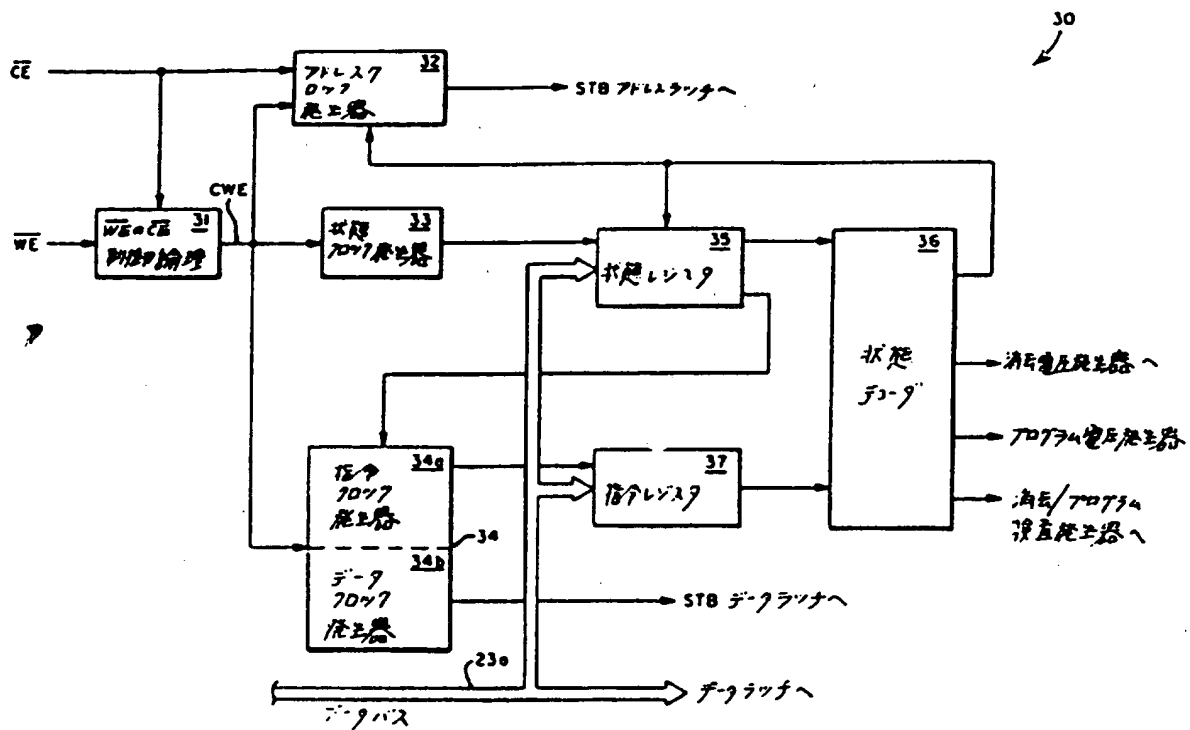 30
C̅E̅
32
アドレスク
ロック
発生器
STB アドレスラッチへ
CWE
W̅E̅
31
W̅E̅のC̅E̅
制御論理
33
状態
クロック発生器
35
状態レジスタ
36
状態
デコーダ
消去電圧発生器へ
プログラム電圧発生器へ
消去/プログラム
発生器へ
34a
指令
クロック
発生器
34
34b
データ
クロック
発生器
37
指令レジスタ
STB データラッチへ
23a
データバス
データラッチへ